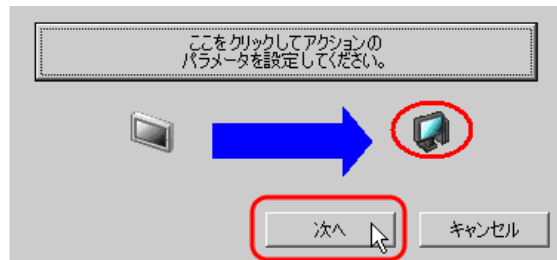 ここをクリックしてアクションの
パラメータを設定してください。
次へ
キャンセル